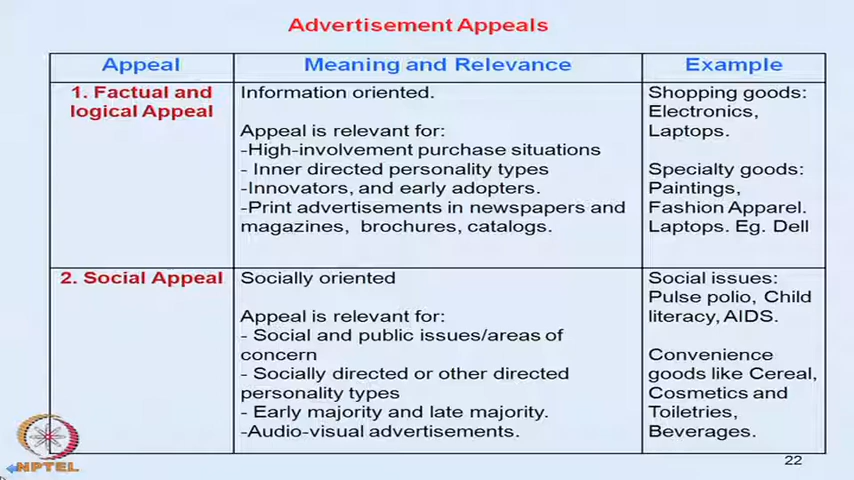 Advertisement Appeals
Appeal
Meaning and Relevance
Example
1. Factual and
logical Appeal
Information oriented.
Appeal is relevant for:
-High-involvement purchase situations
- Inner directed personality types
-Innovators, and early adopters.
-Print advertisements in newspapers and
magazines, brochures, catalogs.
Shopping goods:
Electronics,
Laptops.
Specialty goods:
Paintings,
Fashion Apparel.
Laptops. Eg. Dell
2. Social Appeal
Socially oriented
Appeal is relevant for:
- Social and public issues/areas of
concern
- Socially directed or other directed
personality types
- Early majority and late majority.
-Audio-visual advertisements.
Social issues:
Pulse polio, Child
literacy, AIDS.
Convenience
goods like Cereal,
Cosmetics and
Toiletries,
Beverages.
NPTEL
22